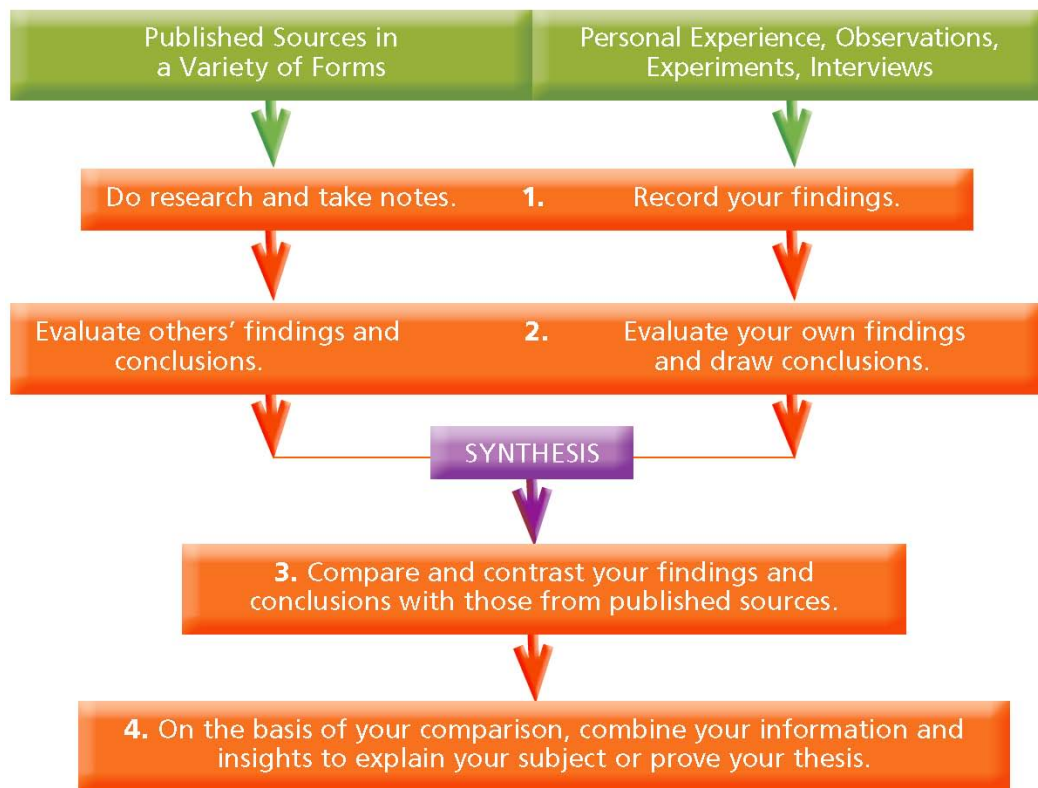 Published Sources in
a Variety of Forms
Personal Experience, Observations,
Experiments, Interviews
Do research and take notes.
1.
Record your findings.
Evaluate others’ findings and
conclusions.
2.
Evaluate your own findings
and draw conclusions.
SYNTHESIS
3. Compare and contrast your findings and
conclusions with those from published sources.
4. On the basis of your comparison, combine your information and
insights to explain your subject or prove your thesis.